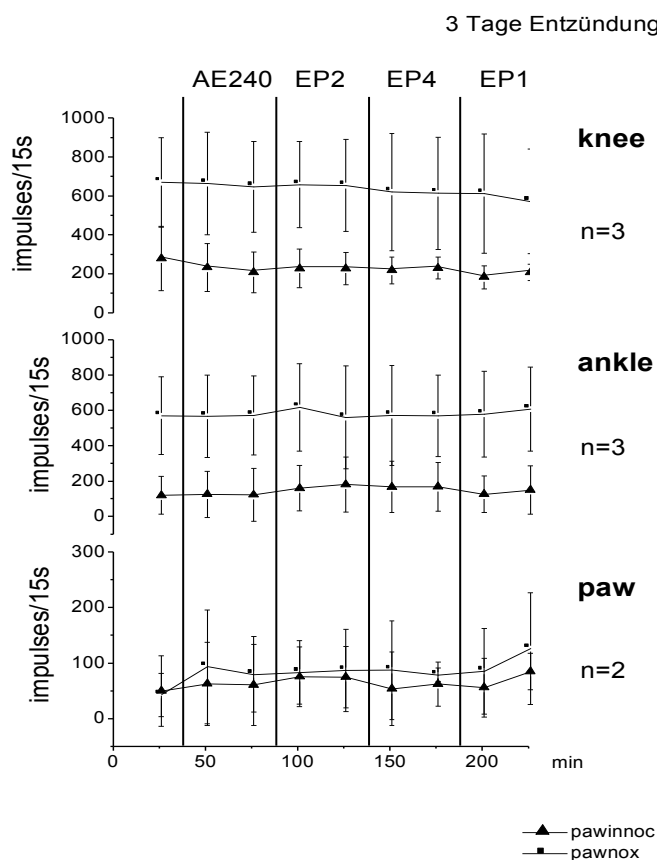 3 Tage Entzündung
AE240 EP2 EP4 EP1
impulses/15s
1000
800
600
400
200
0
knee
n=3
impulses/15s
1000
800
600
400
200
0
ankle
n=3
impulses/15s
300
200
100
0
paw
n=2
0 50 100 150 200 min
pawinnoc
pawnox